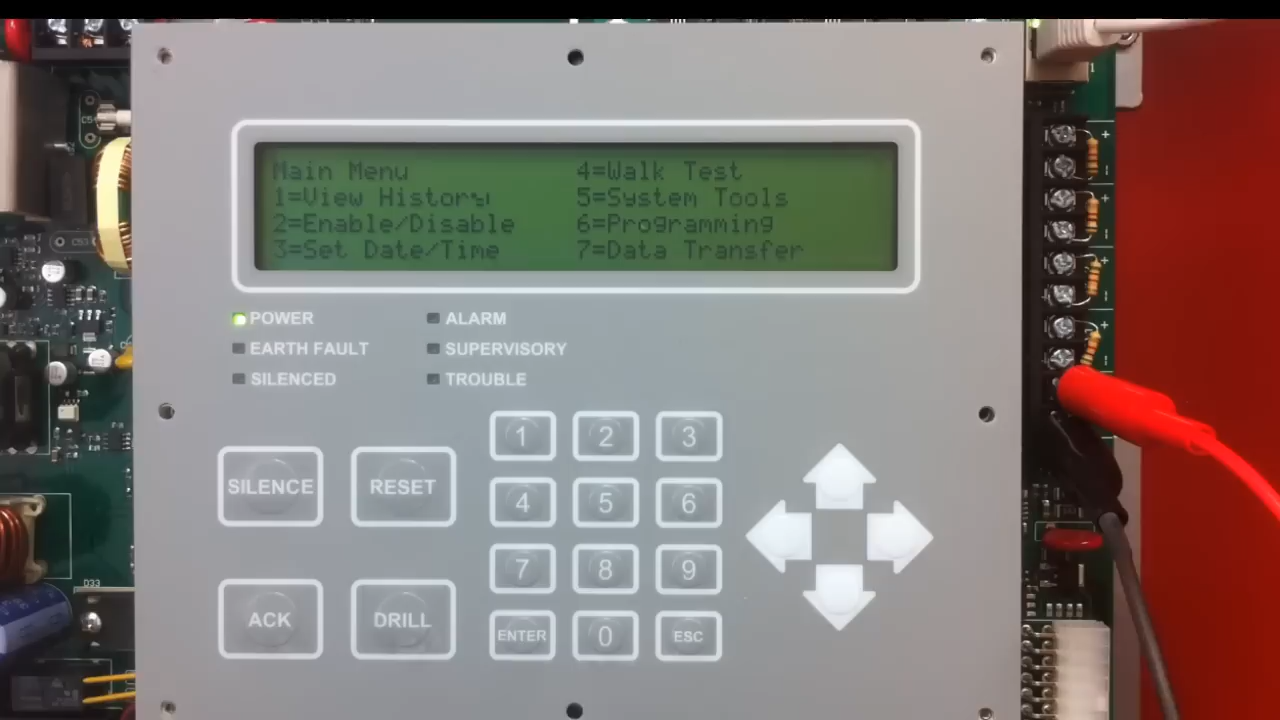 Main Menu 4=Walk Test
1=View History 5=System Tools
2=Enable/Disable 6=Programming
3=Set Date/Time 7=Data Transfer
POWER ALARM
EARTH FAULT SUPERVISORY
SILENCED TROUBLE
1 2 3
SILENCE RESET 4 5 6
7 8 9
ACK DRILL ENTER 0 ESC
D33
+
-
+
-
+
-
+
-